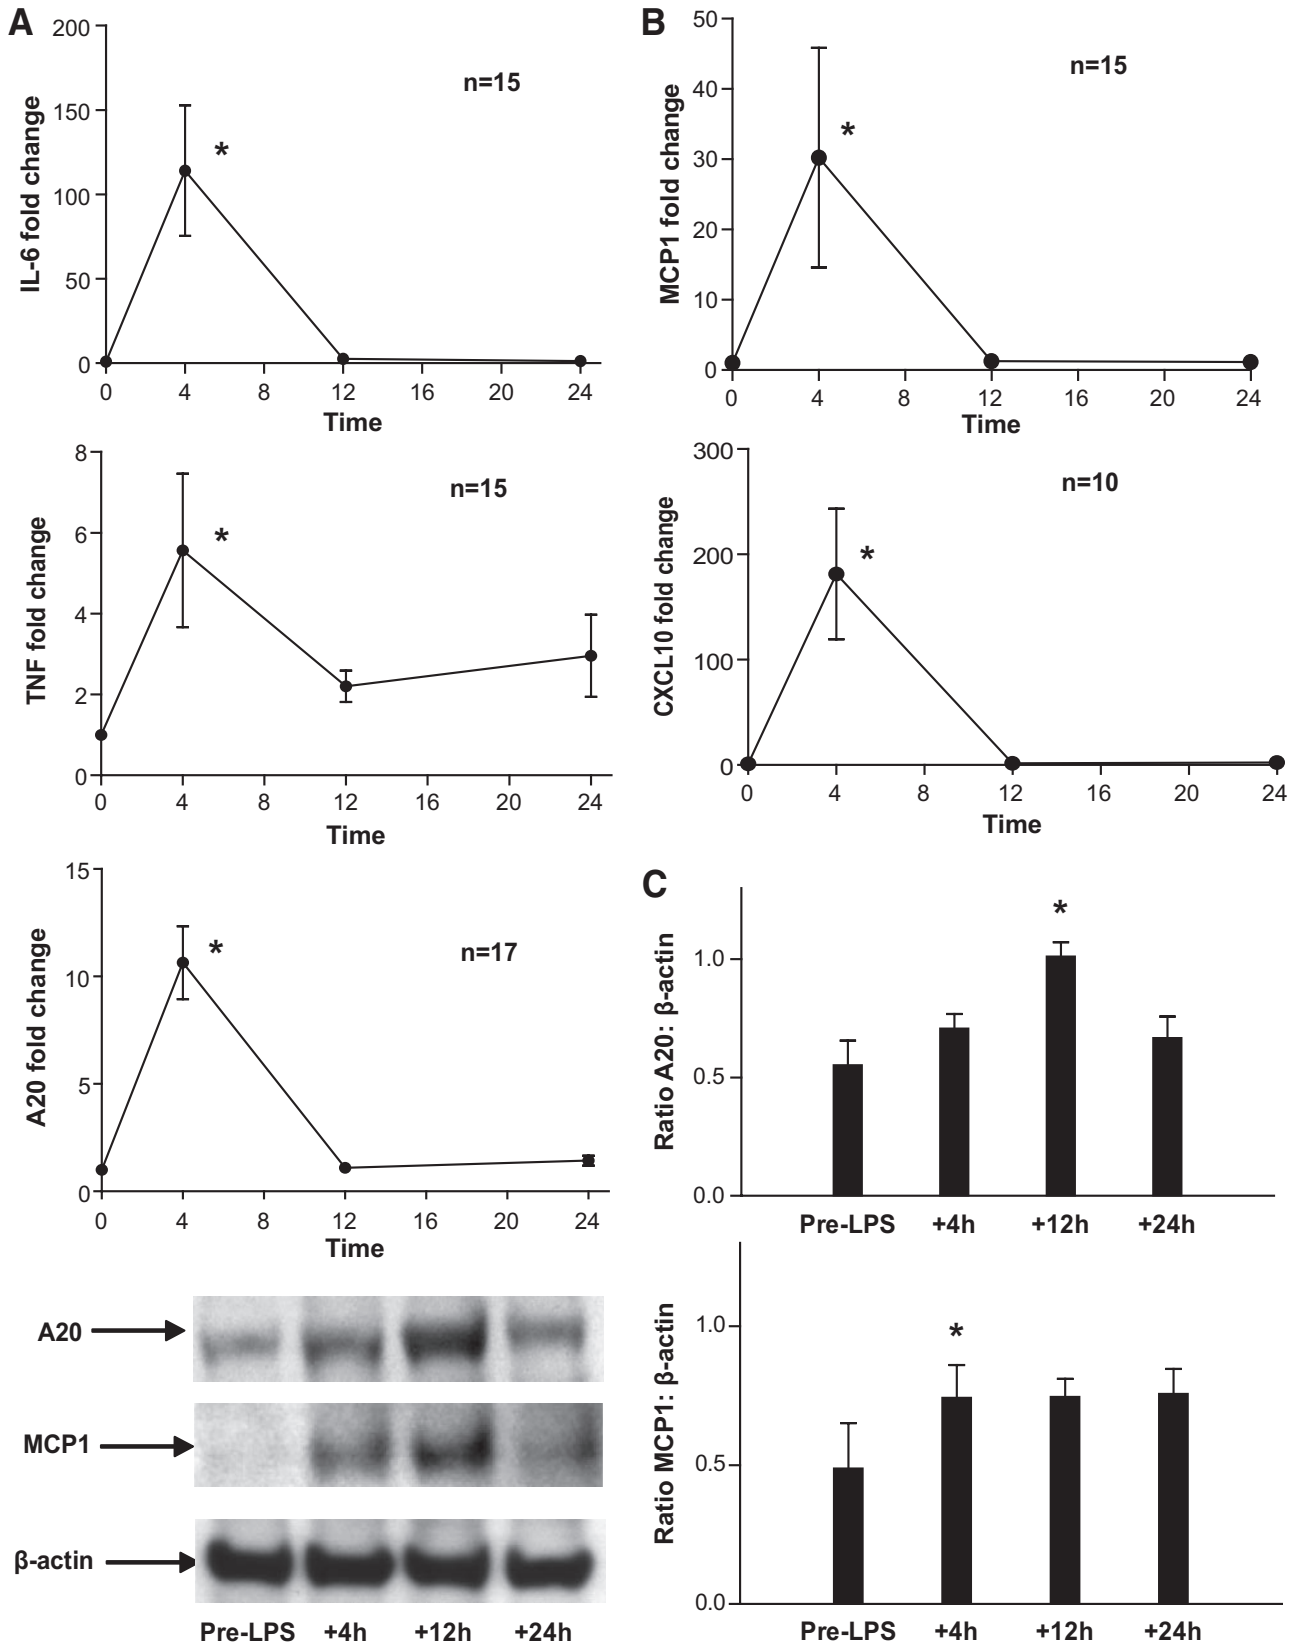 A
200
150
100
50
0
IL-6 fold change
n=15
*
0 4 8 12 16 20 24
Time
8
6
4
2
0
TNF fold change
n=15
*
0 4 8 12 16 20 24
Time
15
10
5
0
A20 fold change
n=17
*
0 4 8 12 16 20 24
Time
A20
MCP1
β-actin
Pre-LPS +4h +12h +24h
B
50
40
30
20
10
0
MCP1 fold change
n=15
*
0 4 8 12 16 20 24
Time
300
200
100
0
CXCL10 fold change
n=10
*
0 4 8 12 16 20 24
Time
C
1.0
0.5
0.0
Ratio A20: β-actin
*
Pre-LPS +4h +12h +24h
1.0
0.5
0.0
Ratio MCP1: β-actin
*
Pre-LPS +4h +12h +24h